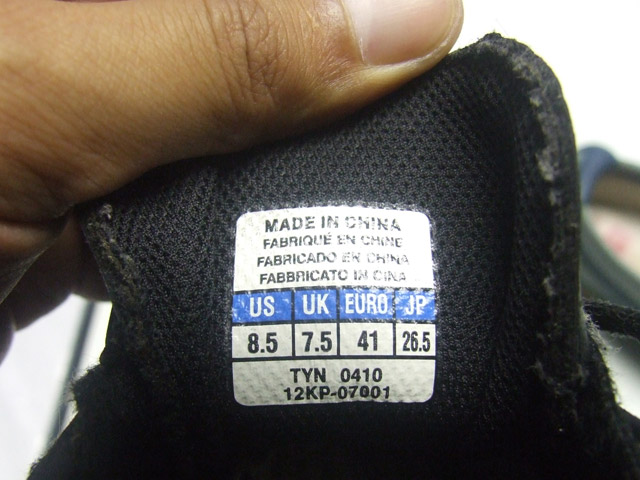 MADE IN CHINA
FABRIQUÉ EN CHINE
FABRICADO EN CHINA
FABBRICATO IN CINA
US UK EURO JP
8.5 7.5 41 26.5
TYN 0410
12KP-07001